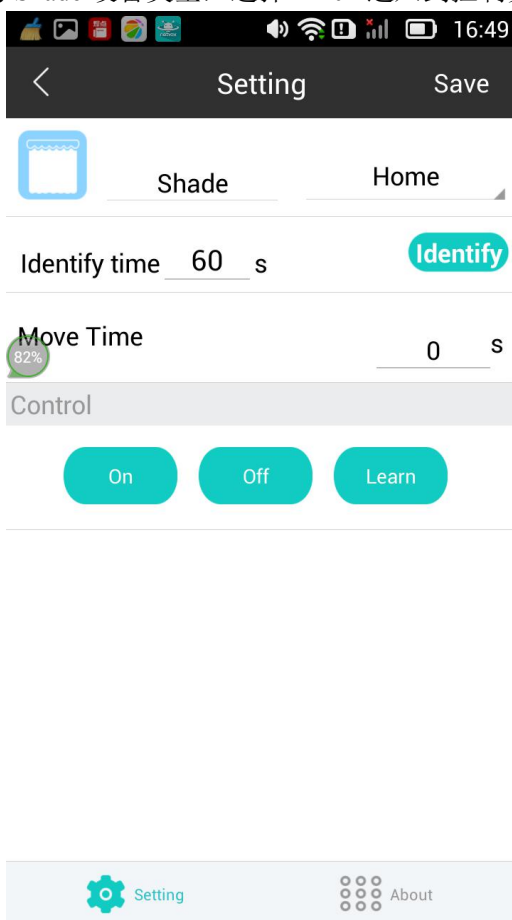 16:49
Setting
Save
Shade
Home
Identify time 60 s
Identify
Move Time
0 s
82%
Control
On
Off
Learn
Setting
About